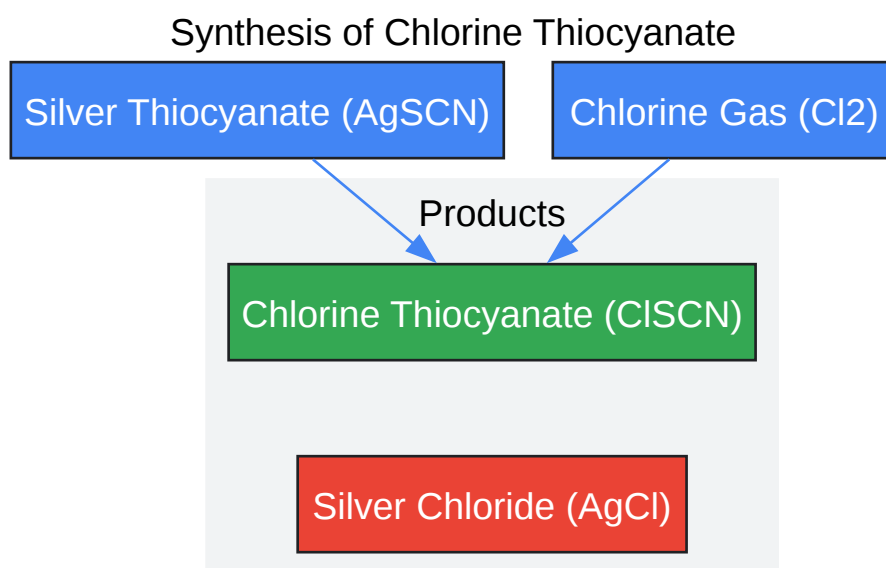 Synthesis of Chlorine Thiocyanate
Silver Thiocyanate (AgSCN)
Chlorine Gas (Cl2)
Products
Chlorine Thiocyanate (ClSCN)
Silver Chloride (AgCl)